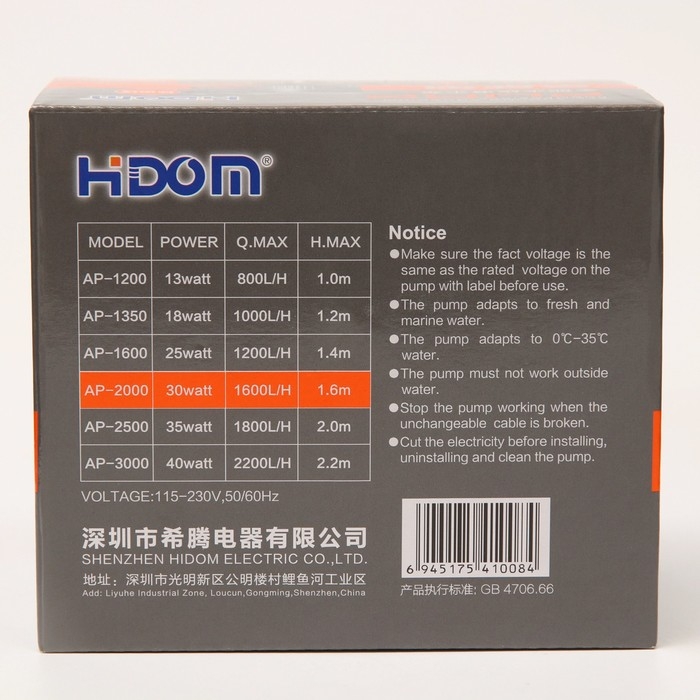 HiDOM®
MODEL POWER Q.MAX H.MAX
AP-1200 13watt 800L/H 1.0m
AP-1350 18watt 1000L/H 1.2m
AP-1600 25watt 1200L/H 1.4m
AP-2000 30watt 1600L/H 1.6m
AP-2500 35watt 1800L/H 2.0m
AP-3000 40watt 2200L/H 2.2m
VOLTAGE:115-230V,50/60Hz
深圳市希腾电器有限公司
SHENZHEN HIDOM ELECTRIC CO.,LTD.
地址: 深圳市光明新区公明楼村鲤鱼河工业区
Add: Liyuhe Industrial Zone, Loucun,Gongming,Shenzhen,China
Notice
●Make sure the fact voltage is the
same as the rated voltage on the
pump with label before use.
●The pump adapts to fresh and
marine water.
●The pump adapts to 0℃-35℃
water.
●The pump must not work outside
water.
●Stop the pump working when the
unchangeable cable is broken.
●Cut the electricity before installing,
uninstalling and clean the pump.
6 945175 410084
产品执行标准: GB 4706.66